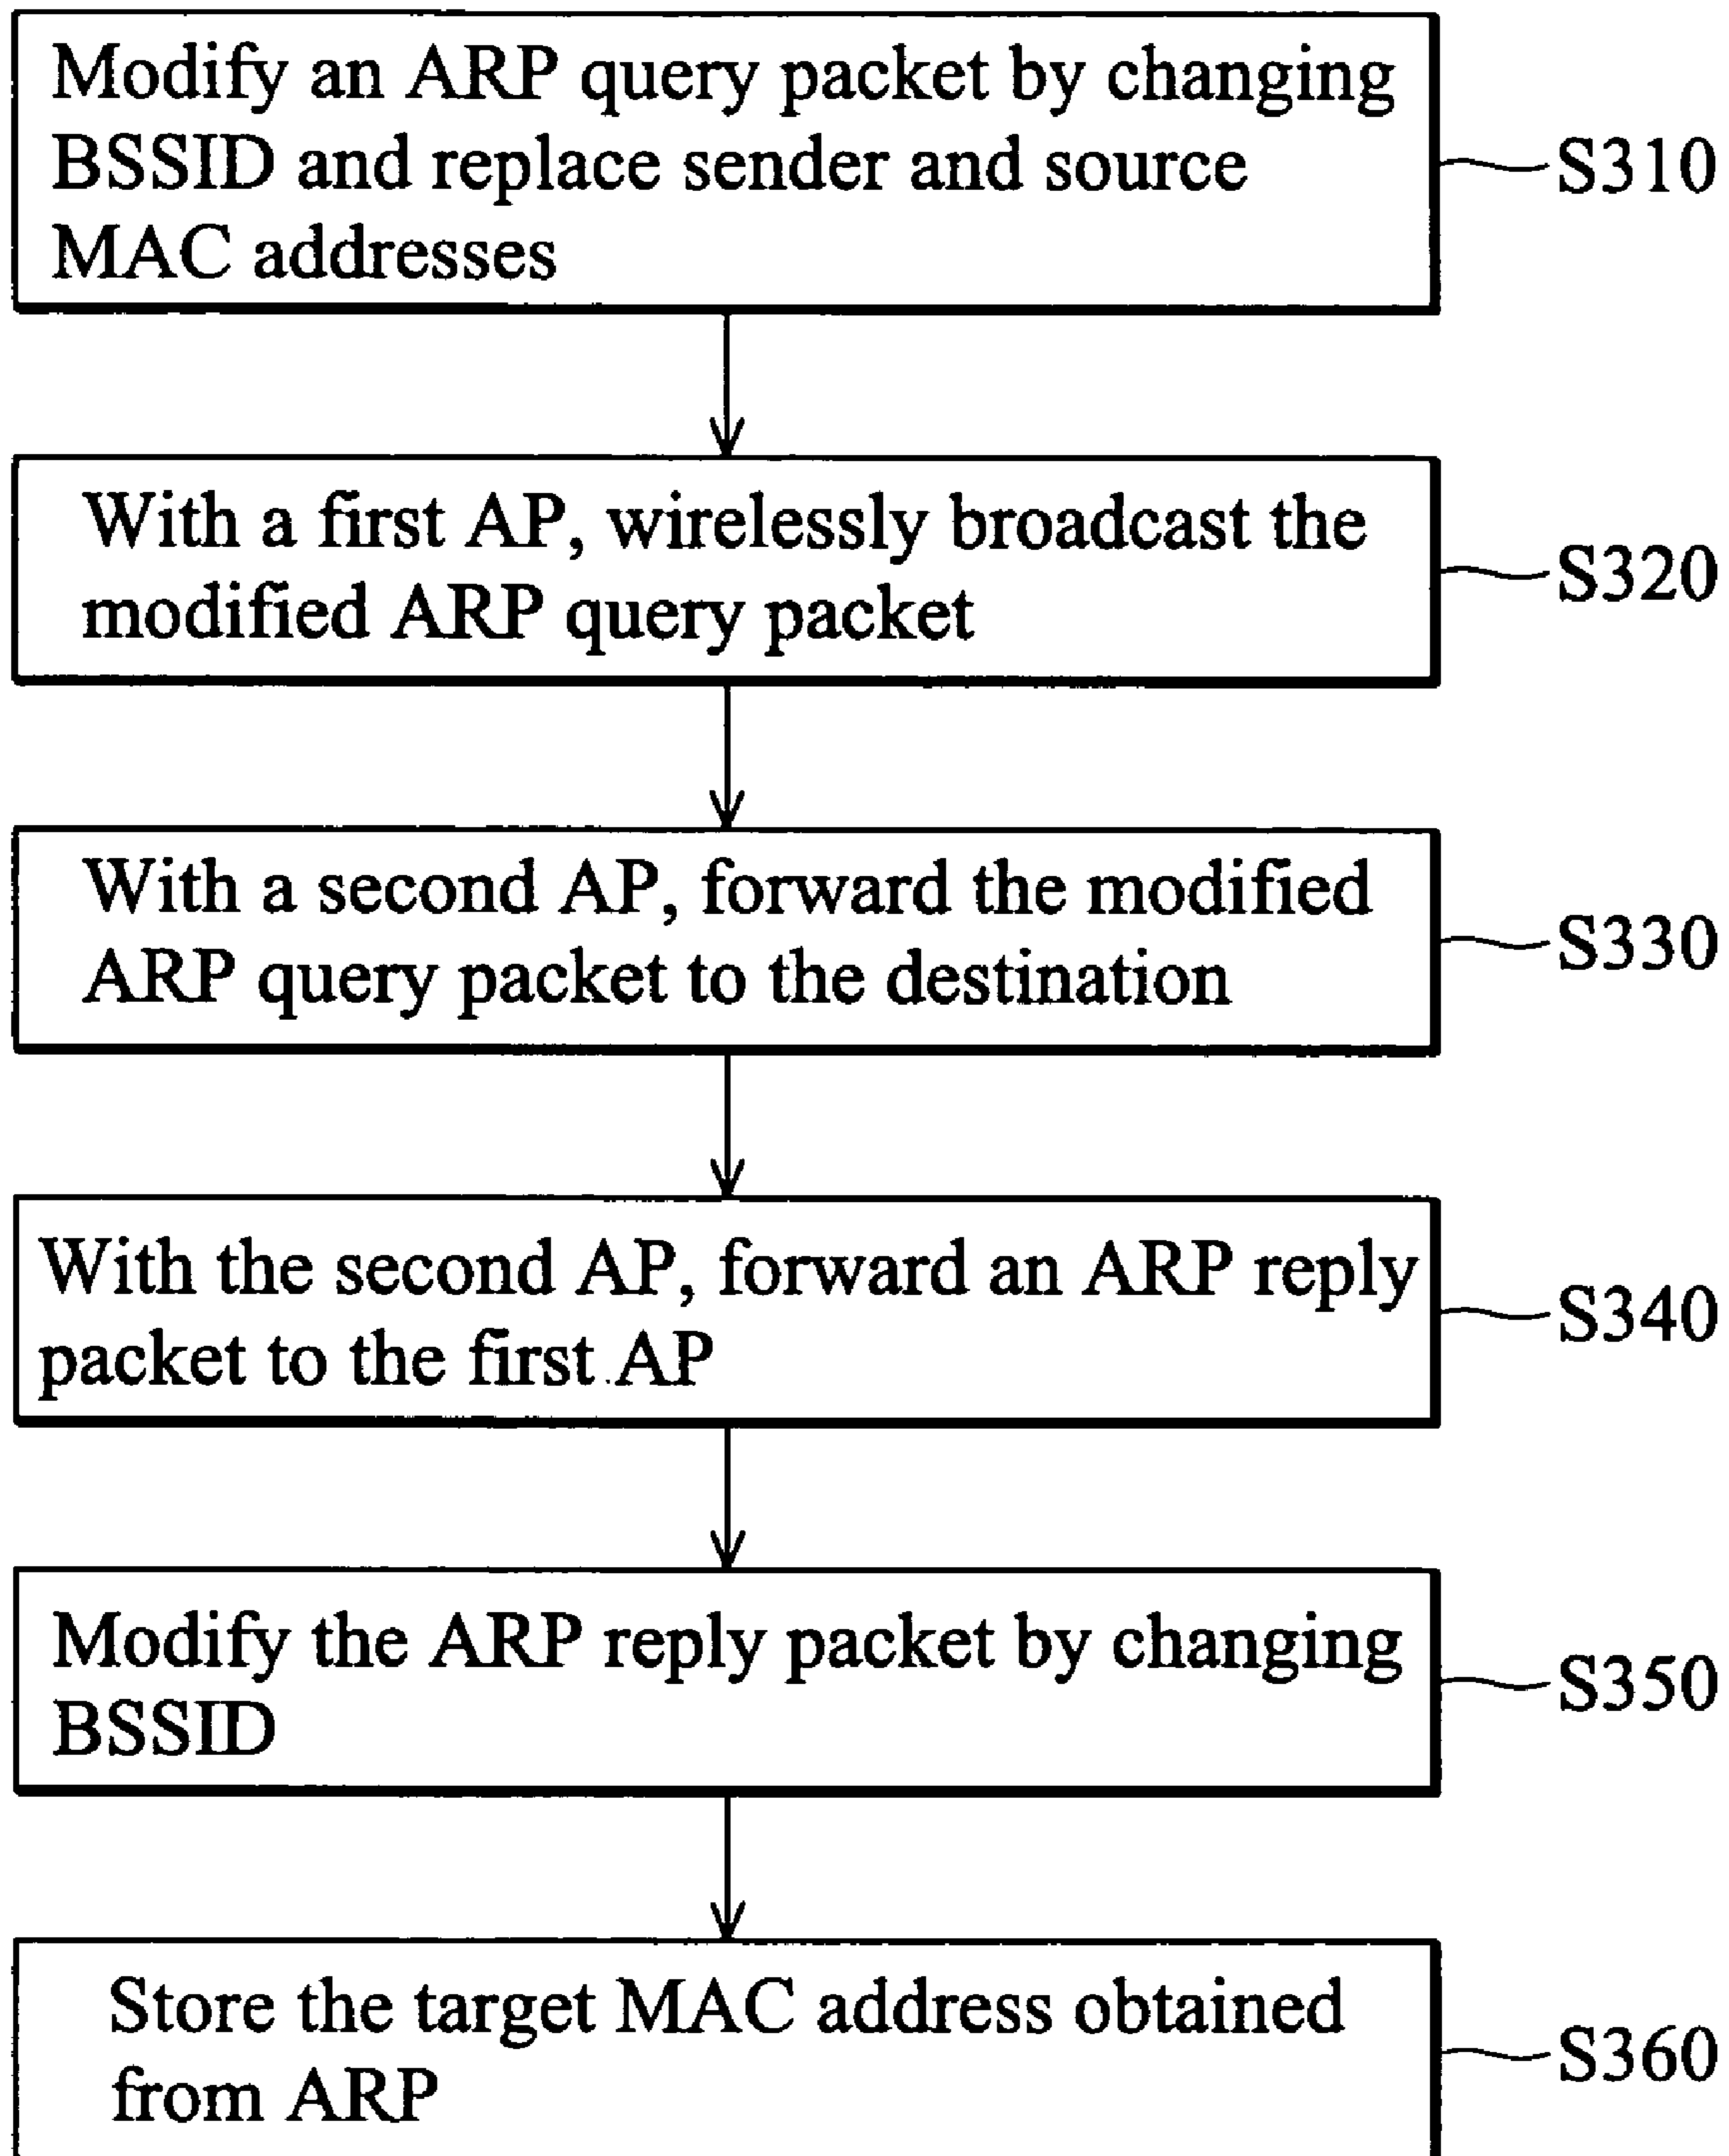 Modify an ARP query packet by changing
BSSID and replace sender and source
MAC addresses
S310
With a first AP, wirelessly broadcast the
modified ARP query packet
S320
With a second AP, forward the modified
ARP query packet to the destination
S330
With the second AP, forward an ARP reply
packet to the first AP
S340
Modify the ARP reply packet by changing
BSSID
S350
Store the target MAC address obtained
from ARP
S360